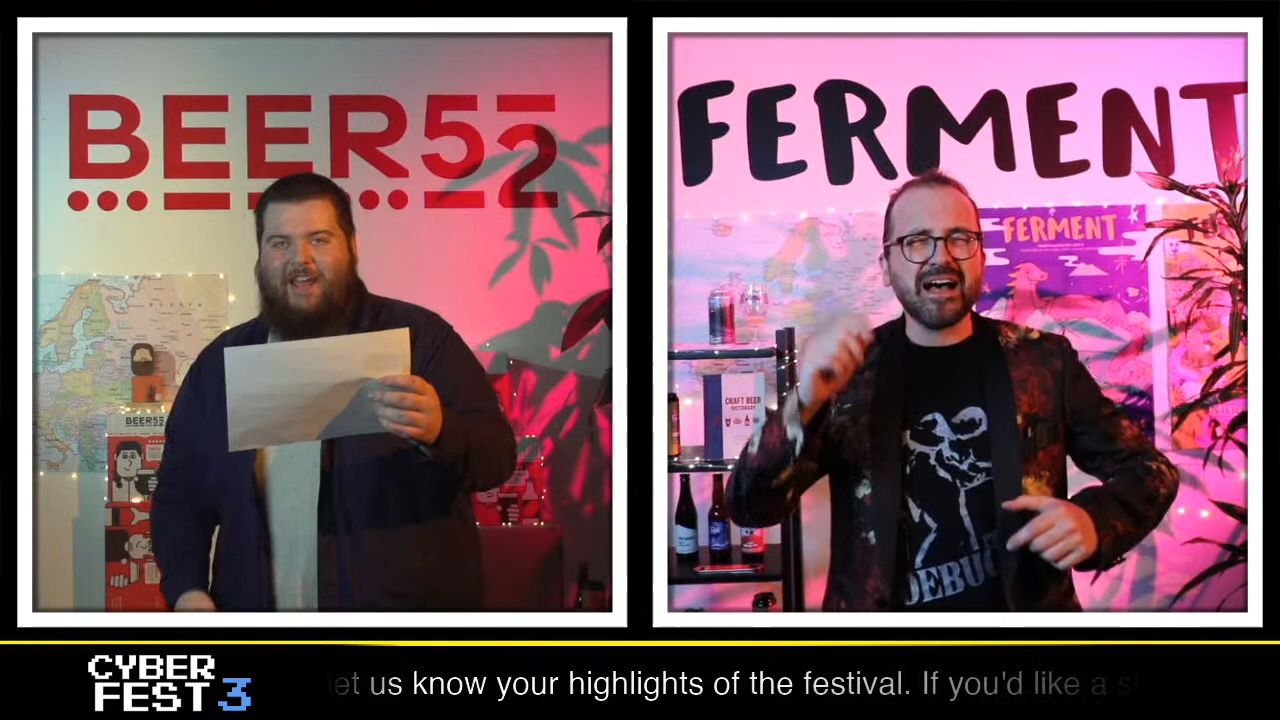 BEER52
FERMENT
FERMENT
CRAFT BEER
DICTIONARY
BEER52
DEBUG
CYBER
FEST 3
et us know your highlights of the festival. If you'd like a s